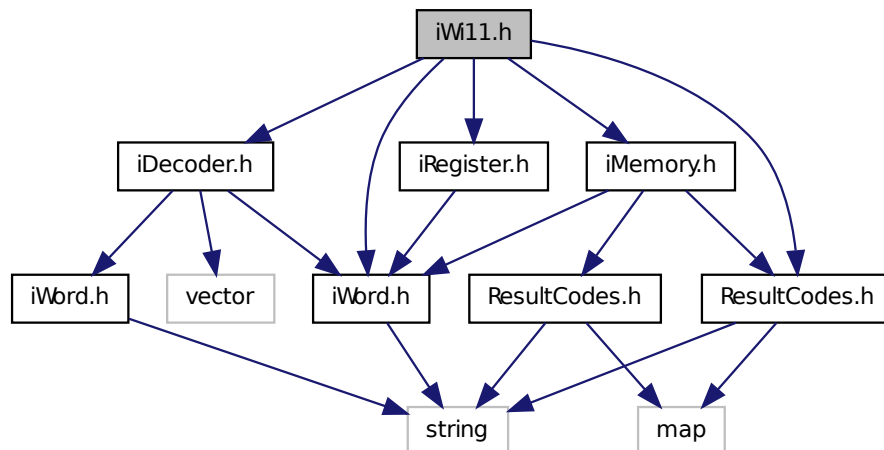 iWi11.h
iDecoder.h
iRegister.h
iMemory.h
iWord.h
vector
iWord.h
ResultCodes.h
ResultCodes.h
string
map